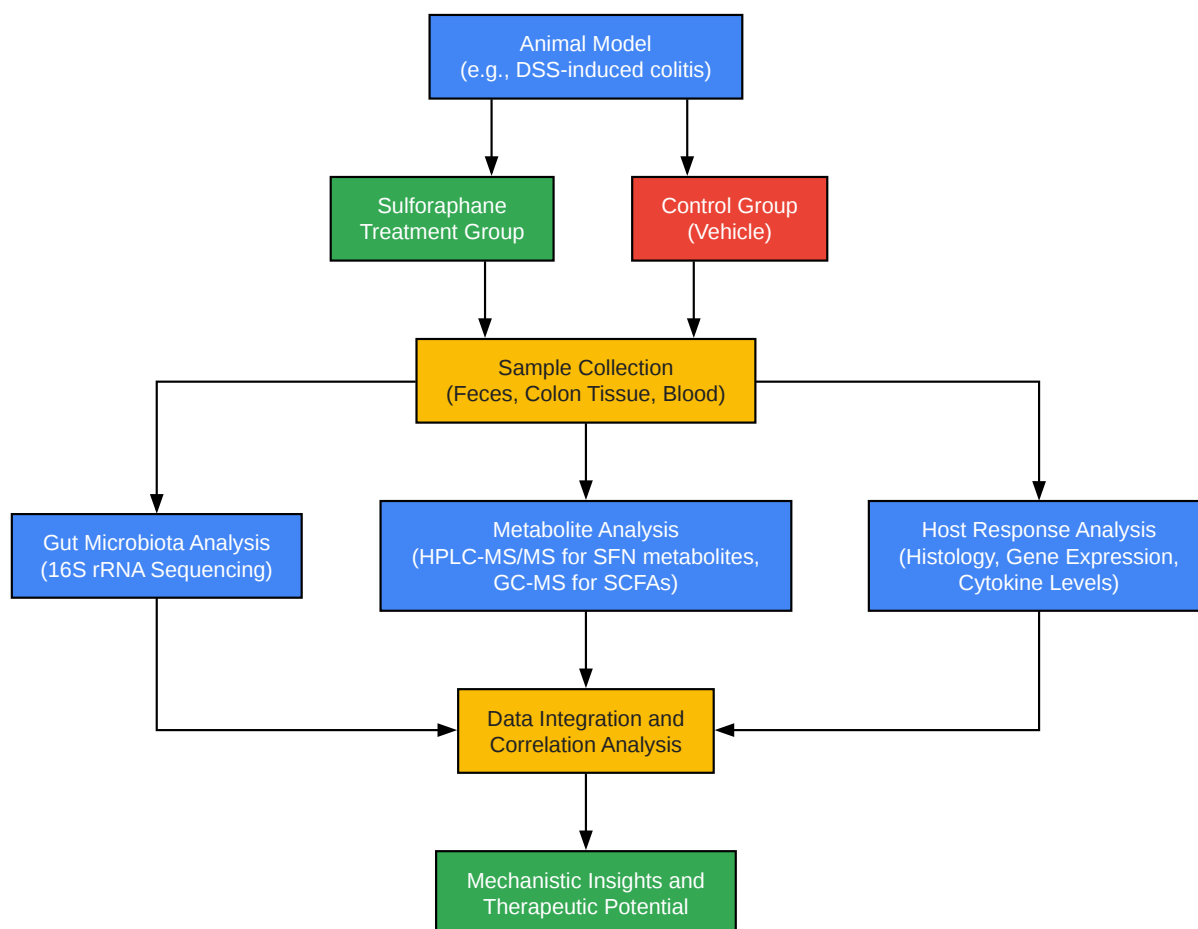 Animal Model
(e.g., DSS-induced colitis)
Sulforaphane
Treatment Group
Control Group
(Vehicle)
Sample Collection
(Feces, Colon Tissue, Blood)
Gut Microbiota Analysis
(16S rRNA Sequencing)
Metabolite Analysis
(HPLC-MS/MS for SFN metabolites,
GC-MS for SCFAs)
Host Response Analysis
(Histology, Gene Expression,
Cytokine Levels)
Data Integration and
Correlation Analysis
Mechanistic Insights and
Therapeutic Potential